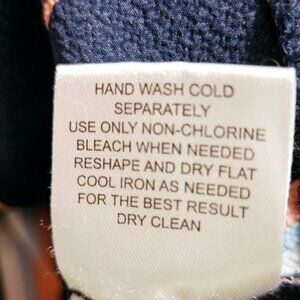 HAND WASH COLD
SEPARATELY
USE ONLY NON-CHLORINE
BLEACH WHEN NEEDED
RESHAPE AND DRY FLAT
COOL IRON AS NEEDED
FOR THE BEST RESULT
DRY CLEAN